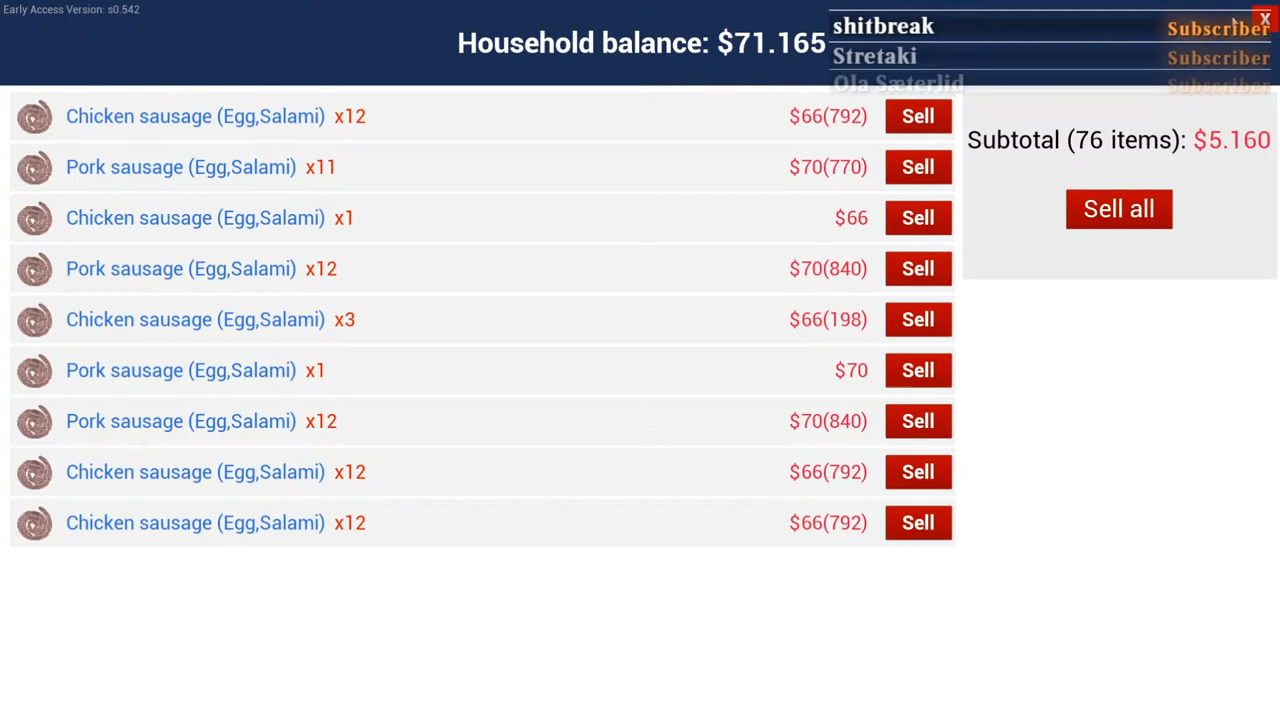 Early Access Version: s0.542
Household balance: $71.165
shitbreak Subscriber
Stretaki Subscriber
Ola Sæterlid Subscriber
X
Chicken sausage (Egg,Salami) x12 $66(792) Sell
Pork sausage (Egg,Salami) x11 $70(770) Sell
Chicken sausage (Egg,Salami) x1 $66 Sell
Pork sausage (Egg,Salami) x12 $70(840) Sell
Chicken sausage (Egg,Salami) x3 $66(198) Sell
Pork sausage (Egg,Salami) x1 $70 Sell
Pork sausage (Egg,Salami) x12 $70(840) Sell
Chicken sausage (Egg,Salami) x12 $66(792) Sell
Chicken sausage (Egg,Salami) x12 $66(792) Sell
Subtotal (76 items): $5.160
Sell all